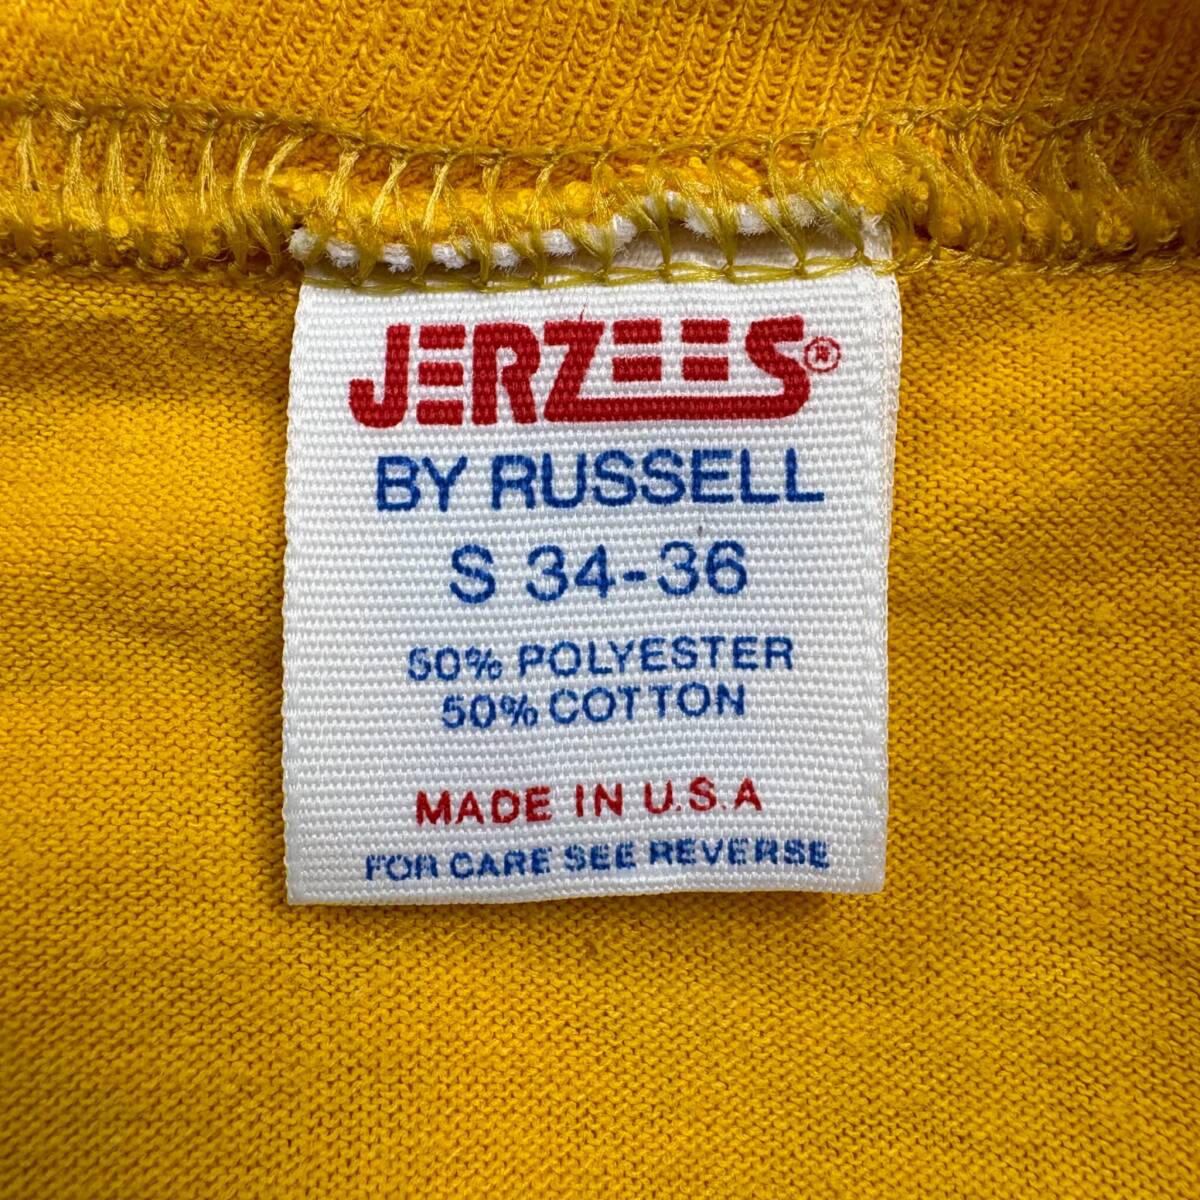 JERZEES®
BY RUSSELL
S 34-36
50% POLYESTER
50% COTTON
MADE IN U.S.A
FOR CARE SEE REVERSE